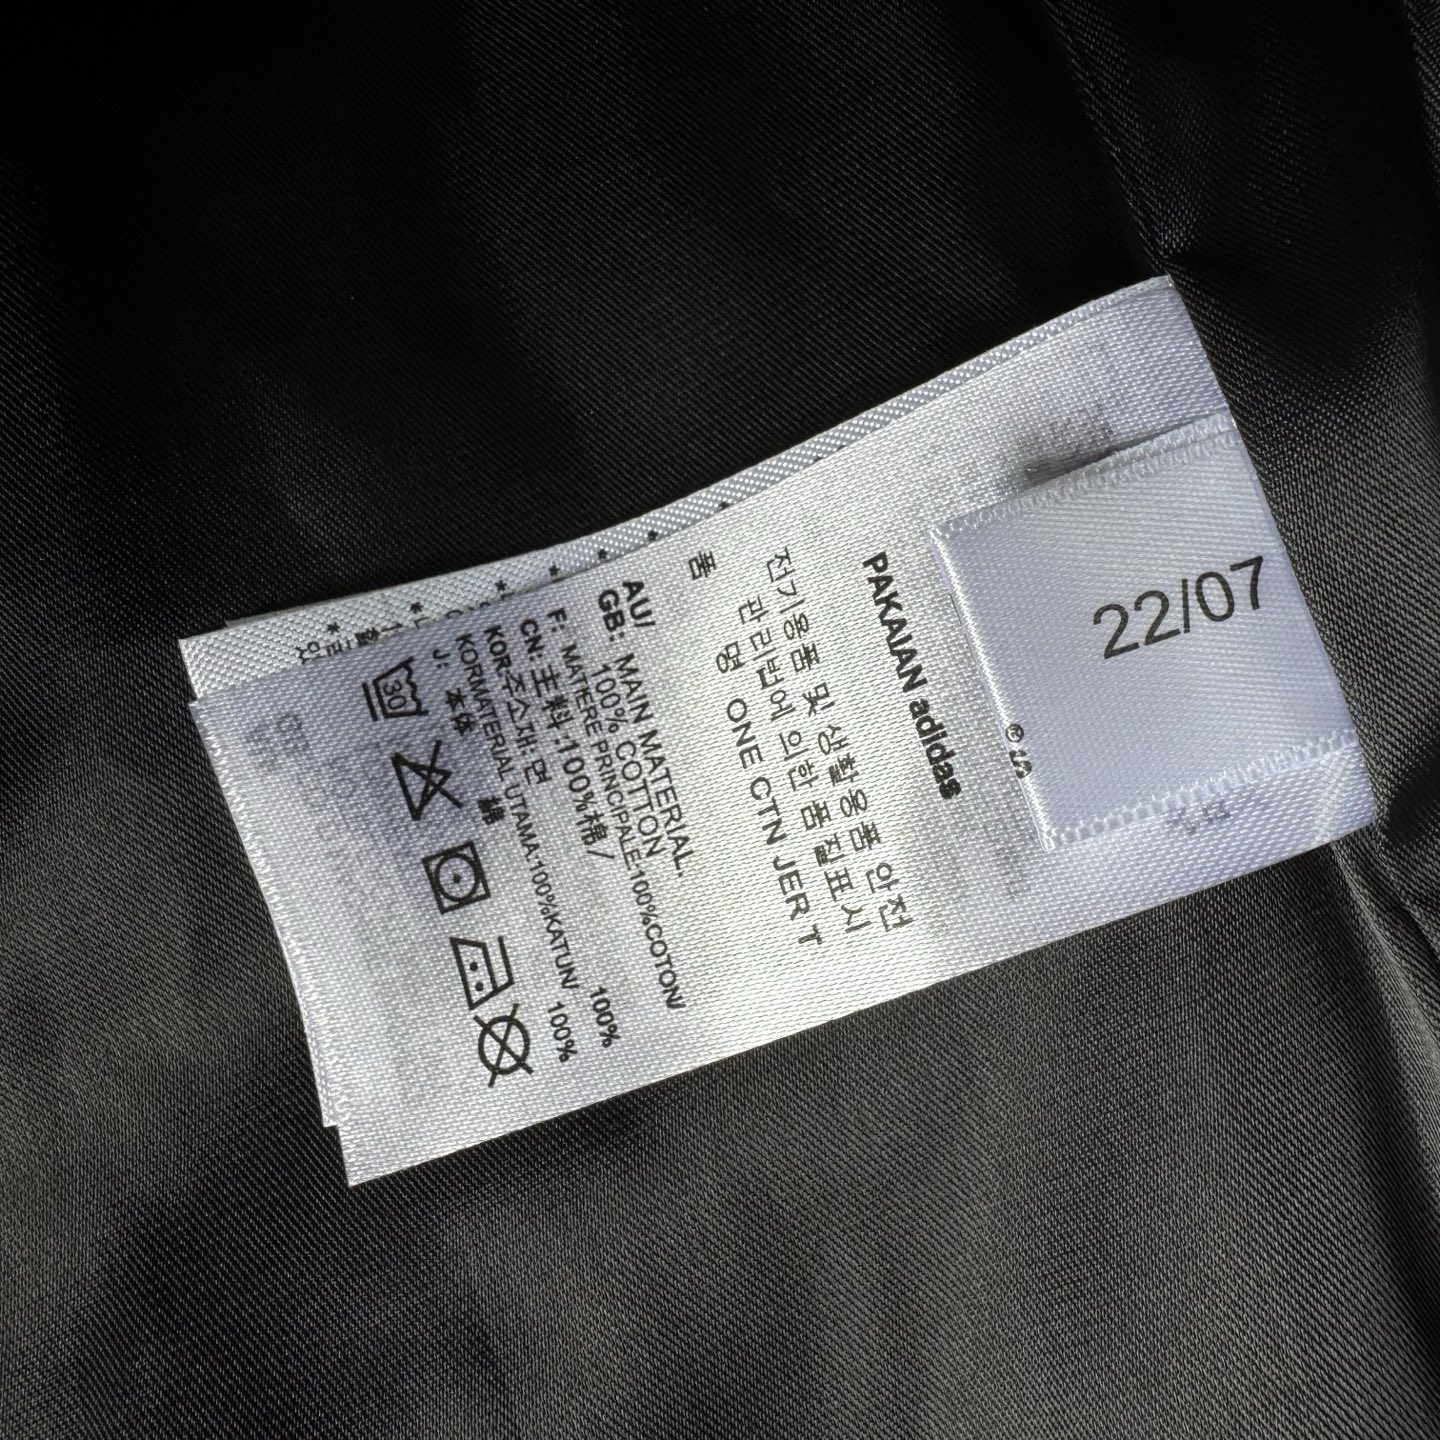 22/07
PAKAIAN adidas
전기용품 및 생활용품 안전
관리법에 의한 품질표시
명 ONE CTN JER T
품
AU/
GB: MAIN MATERIAL,
100% COTTON
F: MATIERE PRINCIPALE:100%COTON/
CN:主料:100%棉/
KOR:주소재:면 100%
KORMATERIAL UTAMA:100%KATUN/
J: 本体 綿 100%
30